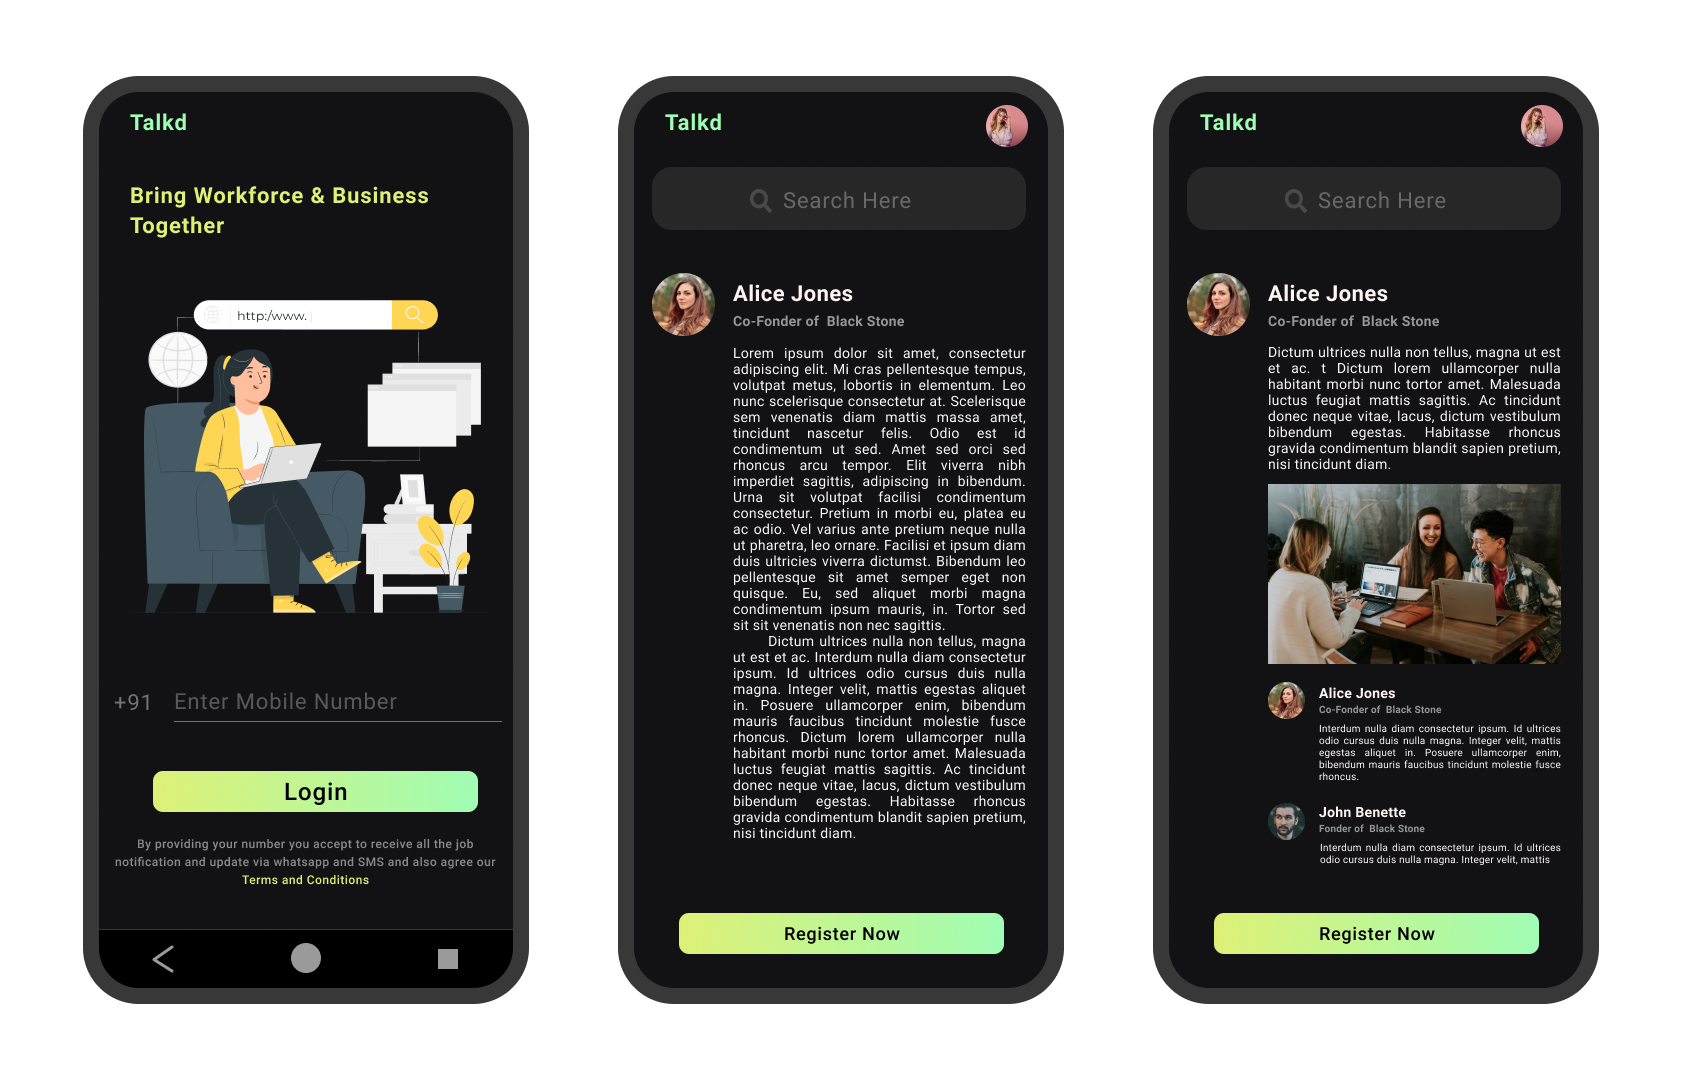 Talkd
Bring Workforce & Business
Together
http:/www.
+91 Enter Mobile Number
Login
By providing your number you accept to receive all the job
notification and update via whatsapp and SMS and also agree our
Terms and Conditions
Talkd
Search Here
Alice Jones
Co-Fonder of Black Stone
Lorem ipsum dolor sit amet, consectetur
adipiscing elit. Mi cras pellentesque tempus,
volutpat metus, lobortis in elementum. Leo
nunc scelerisque consectetur at. Scelerisque
sem venenatis diam mattis massa amet,
tincidunt nascetur felis. Odio est id
condimentum ut sed. Amet sed orci sed
rhoncus arcu tempor. Elit viverra nibh
imperdiet sagittis, adipiscing in bibendum.
Urna sit volutpat facilisi condimentum
consectetur. Pretium in morbi eu, platea eu
ac odio. Vel varius ante pretium neque nulla
ut pharetra, leo ornare. Facilisi et ipsum diam
duis ultricies viverra dictumst. Bibendum leo
pellentesque sit amet semper eget non
quisque. Eu, sed aliquet morbi magna
condimentum ipsum mauris, in. Tortor sed
sit sit venenatis non nec sagittis.
Dictum ultrices nulla non tellus, magna
ut est et ac. Interdum nulla diam consectetur
ipsum. Id ultrices odio cursus duis nulla
magna. Integer velit, mattis egestas aliquet
in. Posuere ullamcorper enim, bibendum
mauris faucibus tincidunt molestie fusce
rhoncus. Dictum lorem ullamcorper nulla
habitant morbi nunc tortor amet. Malesuada
luctus feugiat mattis sagittis. Ac tincidunt
donec neque vitae, lacus, dictum vestibulum
bibendum egestas. Habitasse rhoncus
gravida condimentum blandit sapien pretium,
nisi tincidunt diam.
Register Now
Talkd
Search Here
Alice Jones
Co-Fonder of Black Stone
Dictum ultrices nulla non tellus, magna ut est
et ac. t Dictum lorem ullamcorper nulla
habitant morbi nunc tortor amet. Malesuada
luctus feugiat mattis sagittis. Ac tincidunt
donec neque vitae, lacus, dictum vestibulum
bibendum egestas. Habitasse rhoncus
gravida condimentum blandit sapien pretium,
nisi tincidunt diam.
Alice Jones
Co-Fonder of Black Stone
Interdum nulla diam consectetur ipsum. Id ultrices
odio cursus duis nulla magna. Integer velit, mattis
egestas aliquet in. Posuere ullamcorper enim,
bibendum mauris faucibus tincidunt molestie fusce
rhoncus.
John Benette
Fonder of Black Stone
Interdum nulla diam consectetur ipsum. Id ultrices
odio cursus duis nulla magna. Integer velit, mattis
Register Now